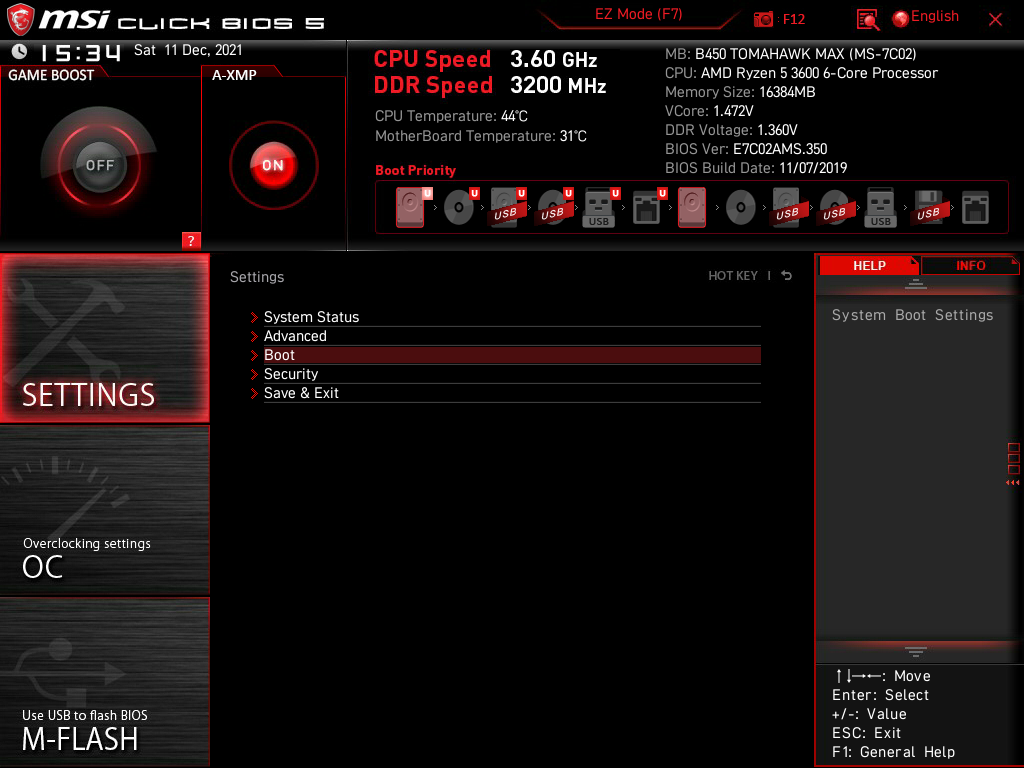 msi CLICK BIOS 5
EZ Mode (F7)
: F12
English
15:34 Sat 11 Dec, 2021
GAME BOOST
OFF
?
A-XMP
ON
CPU Speed 3.60 GHz
DDR Speed 3200 MHz
CPU Temperature: 44°C
MotherBoard Temperature: 31°C
MB: B450 TOMAHAWK MAX (MS-7C02)
CPU: AMD Ryzen 5 3600 6-Core Processor
Memory Size: 16384MB
VCore: 1.472V
DDR Voltage: 1.360V
BIOS Ver: E7C02AMS.350
BIOS Build Date: 11/07/2019
Boot Priority
U U U U U U
USB USB USB USB USB USB USB
SETTINGS
Overclocking settings
OC
Use USB to flash BIOS
M-FLASH
Settings
HOT KEY |
System Status
Advanced
Boot
Security
Save & Exit
HELP
INFO
System Boot Settings
↑↓→←: Move
Enter: Select
+/-: Value
ESC: Exit
F1: General Help